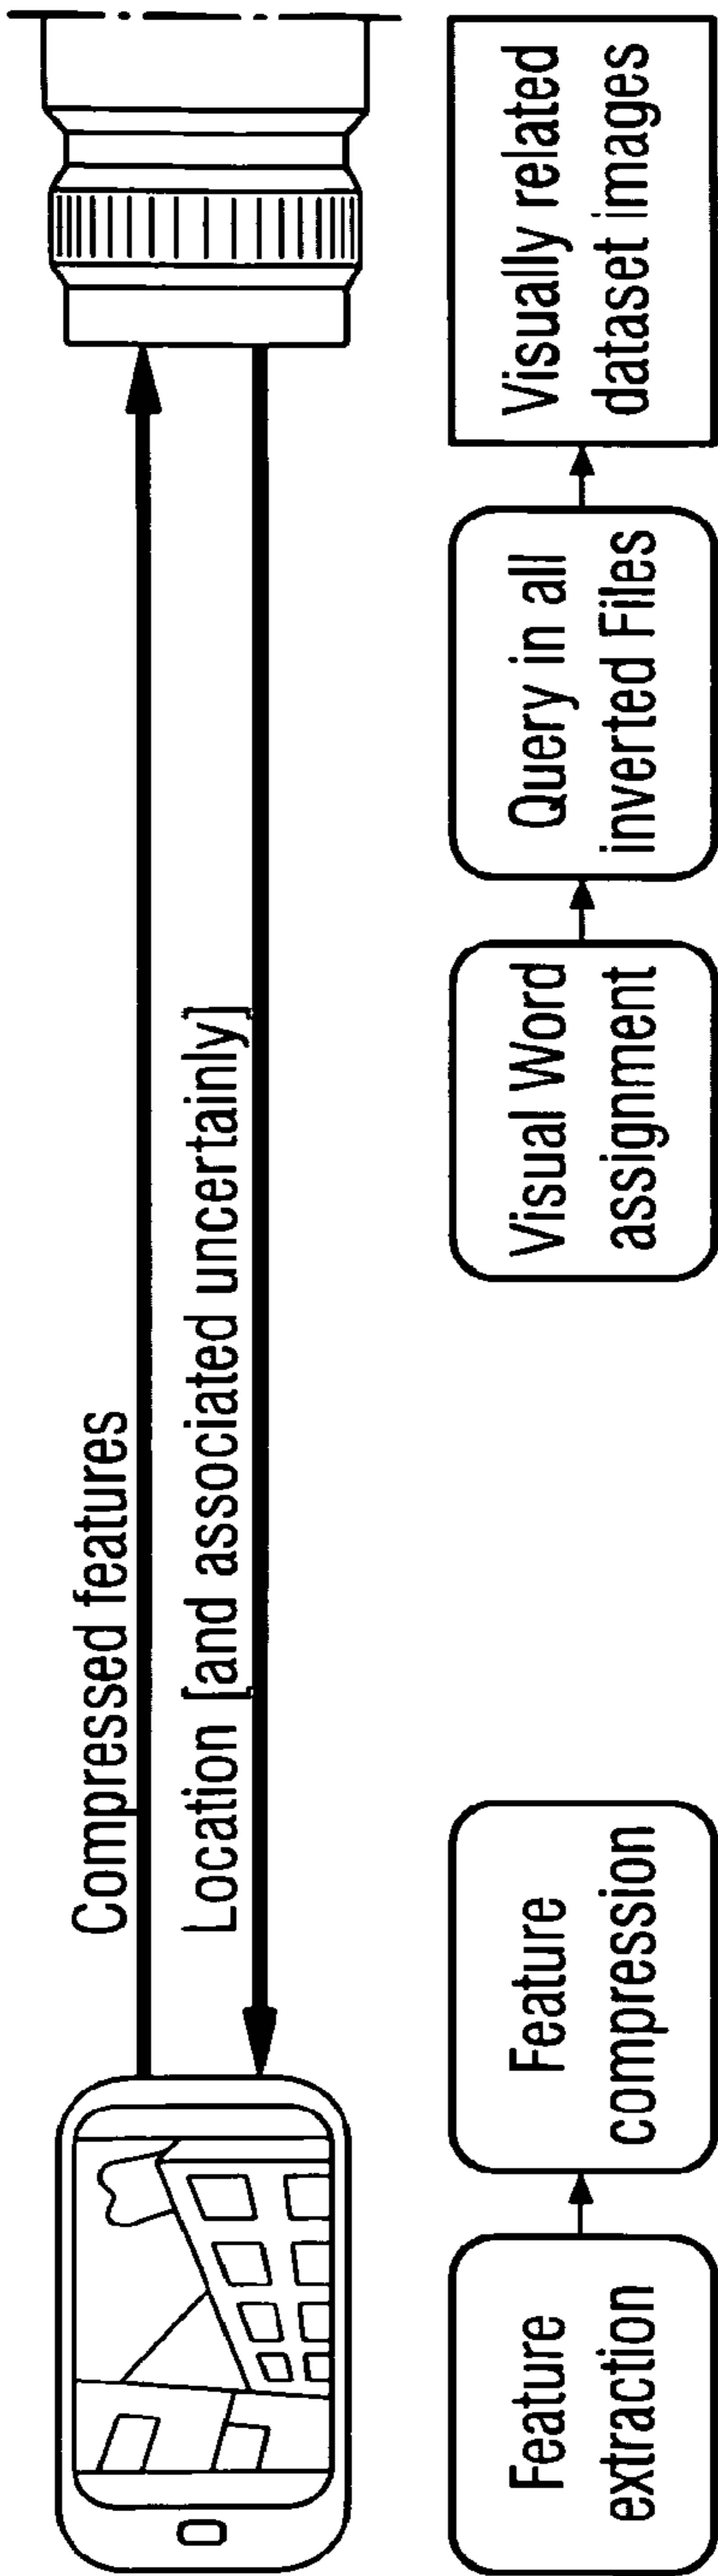 Compressed features
Location [and associated uncertainly]
Feature
extraction
Feature
compression
Visual Word
assignment
Query in all
inverted Files
Visually related
dataset images